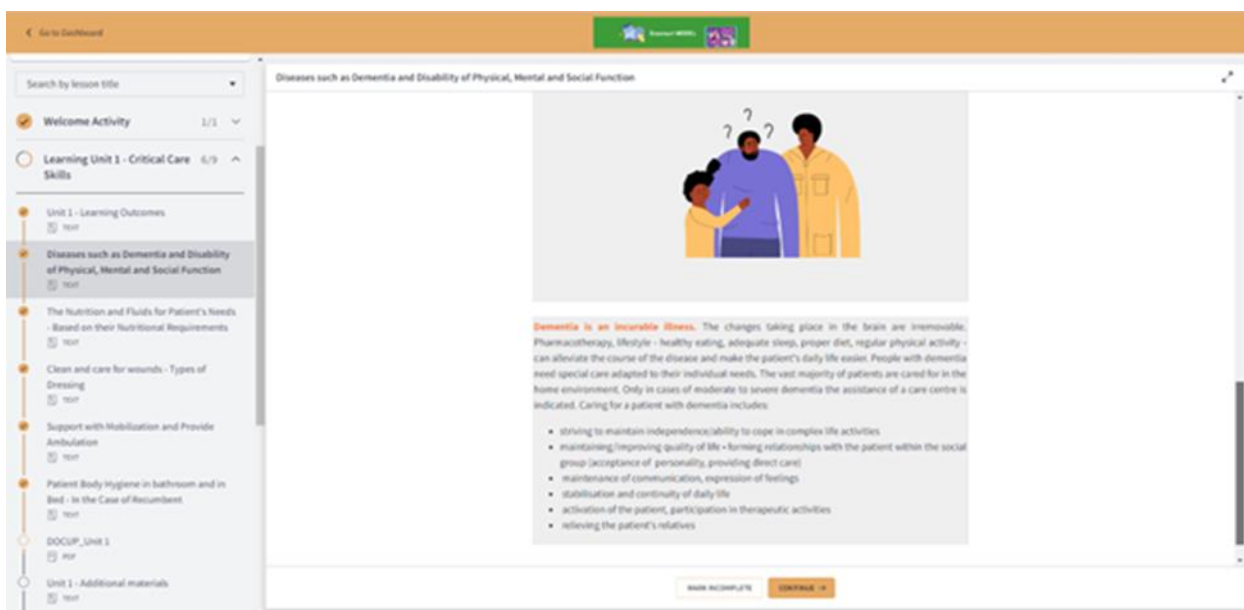 Go to Dashboard
Search by lesson title
Welcome Activity 1/1
Learning Unit 1 - Critical Care 6/9
Skills
Unit 1 - Learning Outcomes
TEXT
Diseases such as Dementia and Disability
of Physical, Mental and Social Function
TEXT
The Nutrition and Fluids for Patient's Needs
- Based on their Nutritional Requirements
TEXT
Clean and care for wounds - Types of
Dressing
TEXT
Support with Mobilization and Provide
Ambulation
TEXT
Patient Body Hygiene in bathroom and in
Bed - In the Case of Recumbent
TEXT
DOCUP_Unit 1
PDF
Unit 1 - Additional materials
TEXT
Diseases such as Dementia and Disability of Physical, Mental and Social Function
? ? ?
Dementia is an incurable illness. The changes taking place in the brain are irremovable.
Pharmacotherapy, lifestyle - healthy eating, adequate sleep, proper diet, regular physical activity -
can alleviate the course of the disease and make the patient's daily life easier. People with dementia
need special care adapted to their individual needs. The vast majority of patients are cared for in the
home environment. Only in cases of moderate to severe dementia the assistance of a care centre is
indicated. Caring for a patient with dementia includes:
• striving to maintain independence/ability to cope in complex life activities
• maintaining/improving quality of life • forming relationships with the patient within the social
group (acceptance of personality, providing direct care)
• maintenance of communication, expression of feelings
• stabilisation and continuity of daily life
• activation of the patient, participation in therapeutic activities
• relieving the patient's relatives
MARK INCOMPLETE
CONTINUE →